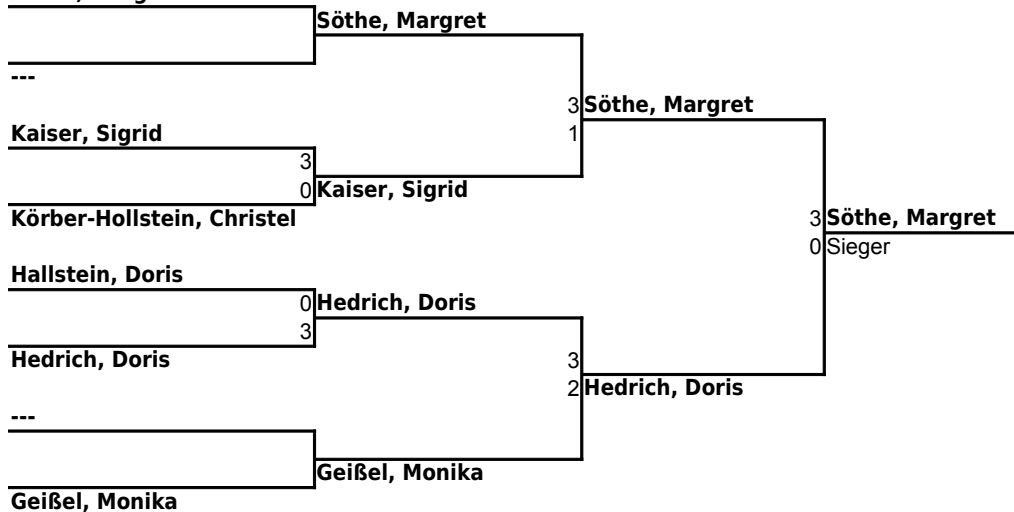 Söthe, Margret
---
3 Söthe, Margret
Kaiser, Sigrid
1
3
0 Kaiser, Sigrid
Körber-Hollstein, Christel
3 Söthe, Margret
0 Sieger
Hallstein, Doris
0 Hedrich, Doris
3
Hedrich, Doris
3
2 Hedrich, Doris
---
Geißel, Monika
Geißel, Monika